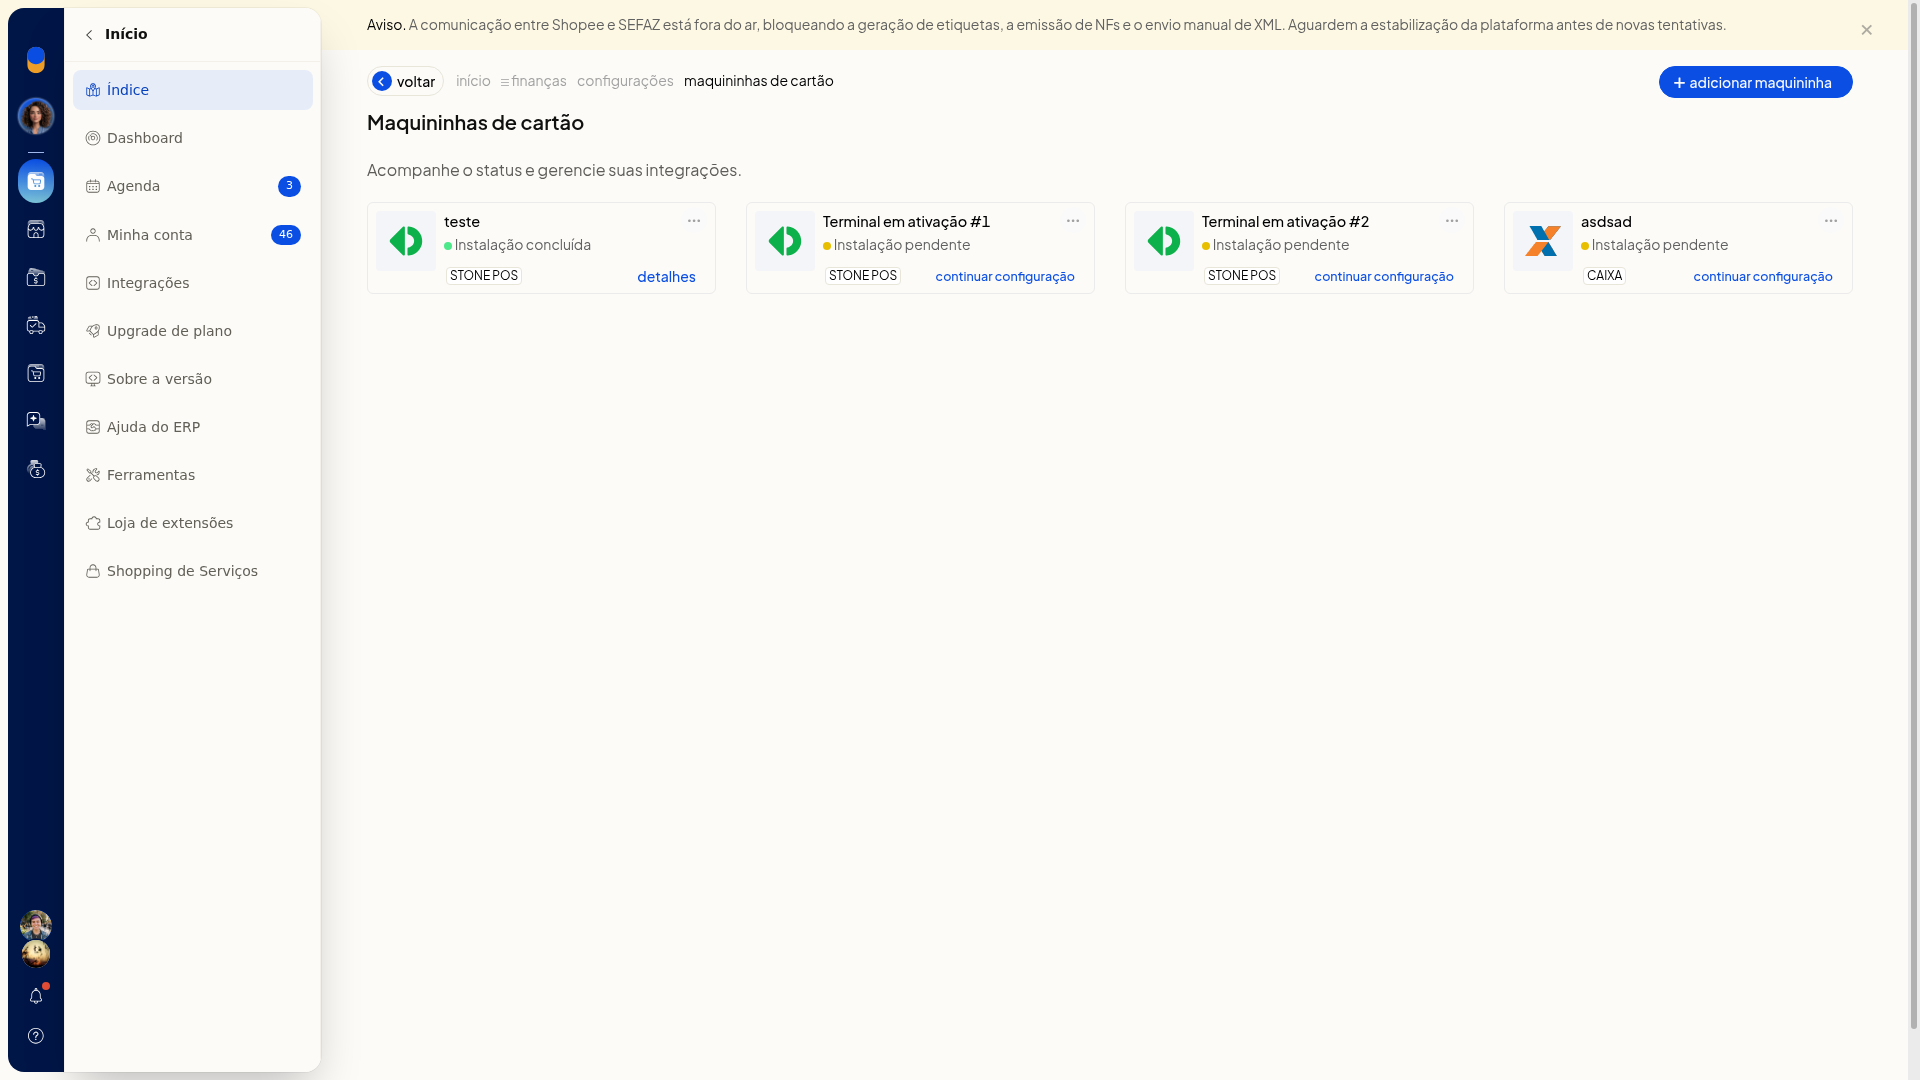 Aviso. A comunicação entre Shopee e SEFAZ está fora do ar, bloqueando a geração de etiquetas, a emissão de NFs e o envio manual de XML. Aguardem a estabilização da plataforma antes de novas tentativas.
Início
Índice
Dashboard
Agenda
3
Minha conta
46
Integrações
Upgrade de plano
Sobre a versão
Ajuda do ERP
Ferramentas
Loja de extensões
Shopping de Serviços
voltar início finanças configurações maquininhas de cartão
+ adicionar maquininha
Maquininhas de cartão
Acompanhe o status e gerencie suas integrações.
teste
Instalação concluída
STONE POS
detalhes
Terminal em ativação #1
Instalação pendente
STONE POS
continuar configuração
Terminal em ativação #2
Instalação pendente
STONE POS
continuar configuração
asdsad
Instalação pendente
CAIXA
continuar configuração